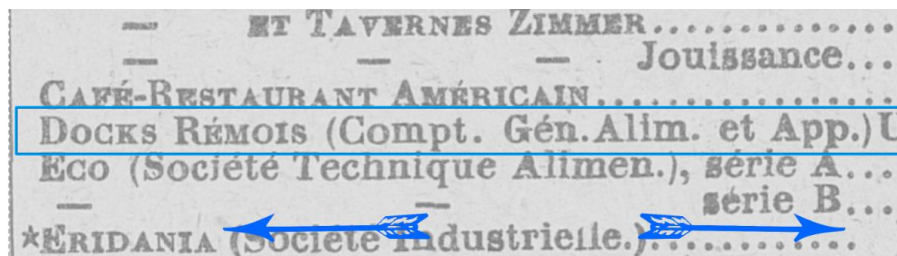 — ET TAVERNES ZIMMER...............
— — — Jouissance...
CAFÉ-RESTAURANT AMÉRICAIN..................
DOCKS RÉMOIS (Compt. Gén.Alim. et App.) U
ECO (Société Technique Alimen.), série A...
— — série B...
*ERIDANIA (Société Industrielle.).............